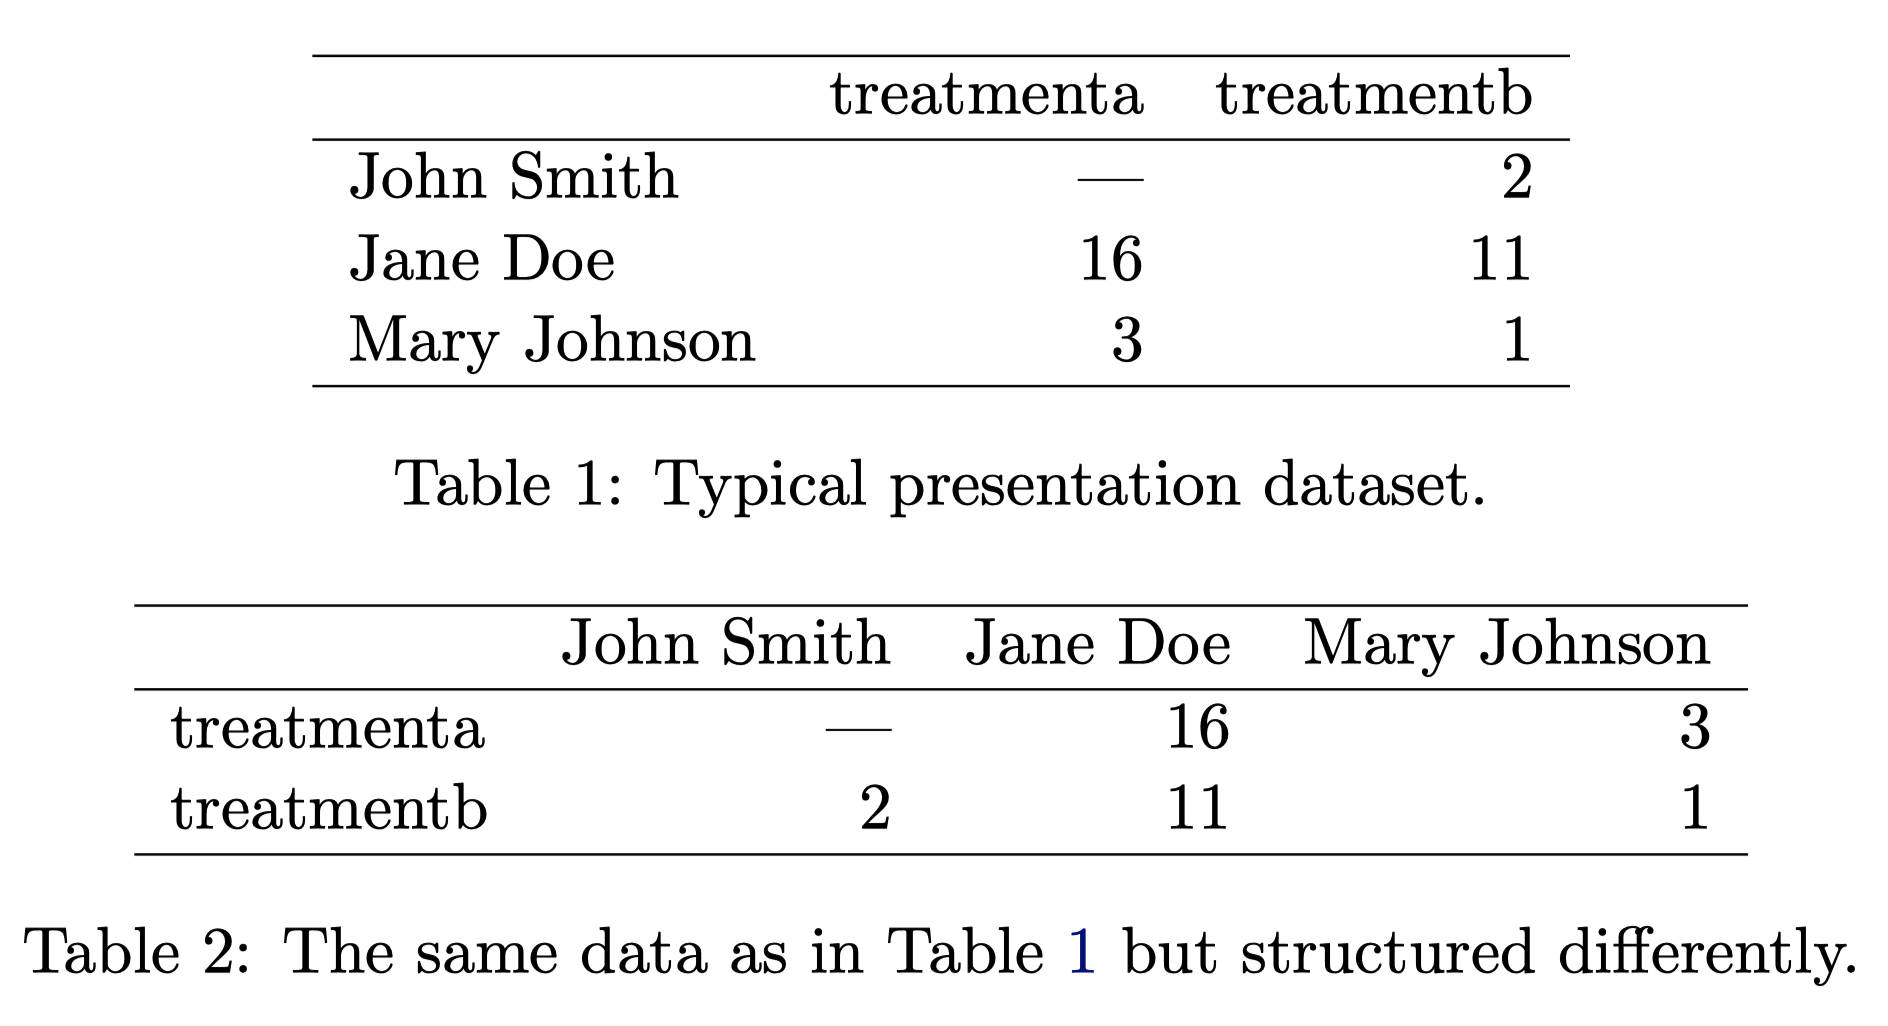 treatmenta treatmentb
John Smith — 2
Jane Doe 16 11
Mary Johnson 3 1
Table 1: Typical presentation dataset.
John Smith Jane Doe Mary Johnson
treatmenta — 16 3
treatmentb 2 11 1
Table 2: The same data as in Table 1 but structured differently.